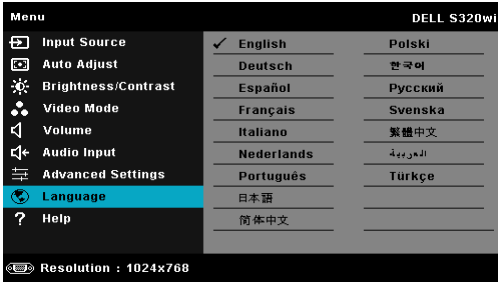 Menu DELL S320wi
Input Source
Auto Adjust
Brightness/Contrast
Video Mode
Volume
Audio Input
Advanced Settings
Language
Help
English
Deutsch
Español
Français
Italiano
Nederlands
Português
日本語
简体中文
Polski
한국어
Русский
Svenska
繁體中文
العربية
Türkçe
Resolution : 1024x768